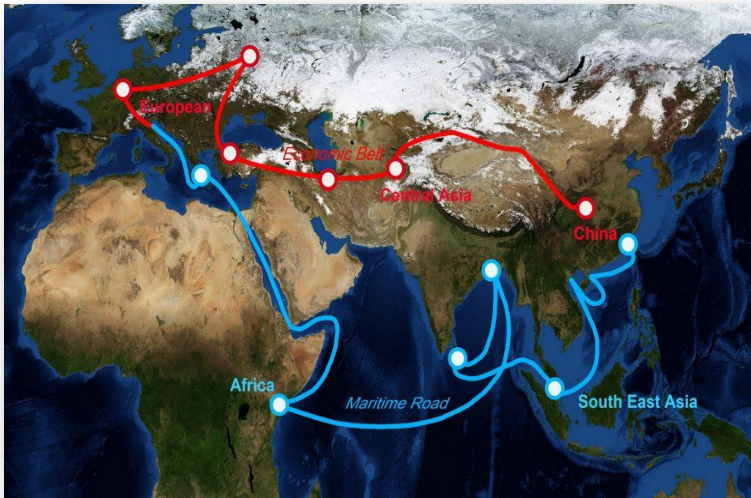 European
Economic Belt
Central Asia
China
Africa
Maritime Road
South East Asia